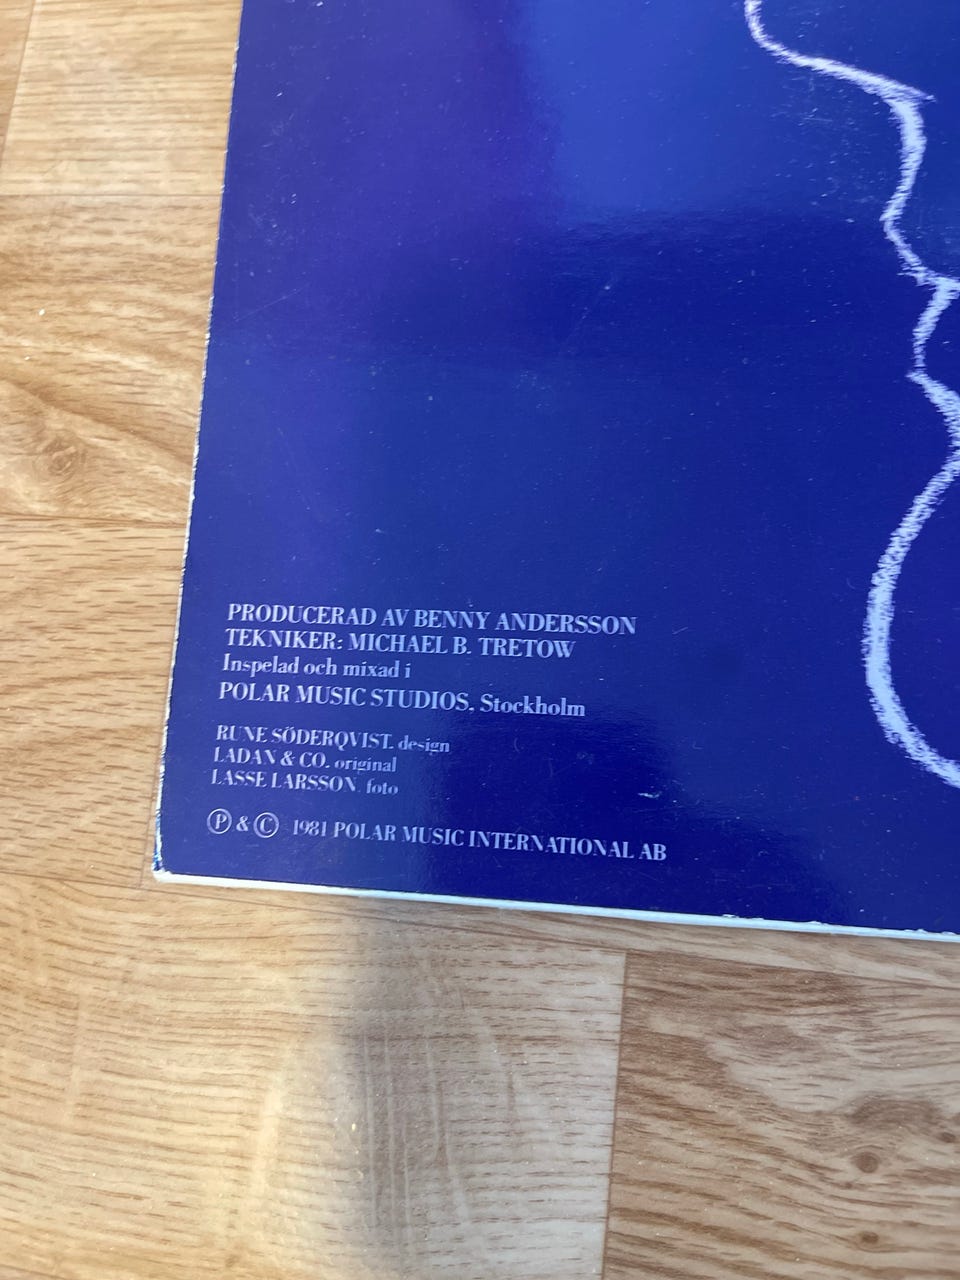 PRODUCERAD AV BENNY ANDERSSON
TEKNIKER: MICHAEL B. TRETOW
Inspelad och mixad i
POLAR MUSIC STUDIOS, Stockholm
RUNE SÖDERQVIST, design
LADAN & CO. original
LASSE LARSSON, foto
Ⓟ & © 1981 POLAR MUSIC INTERNATIONAL AB